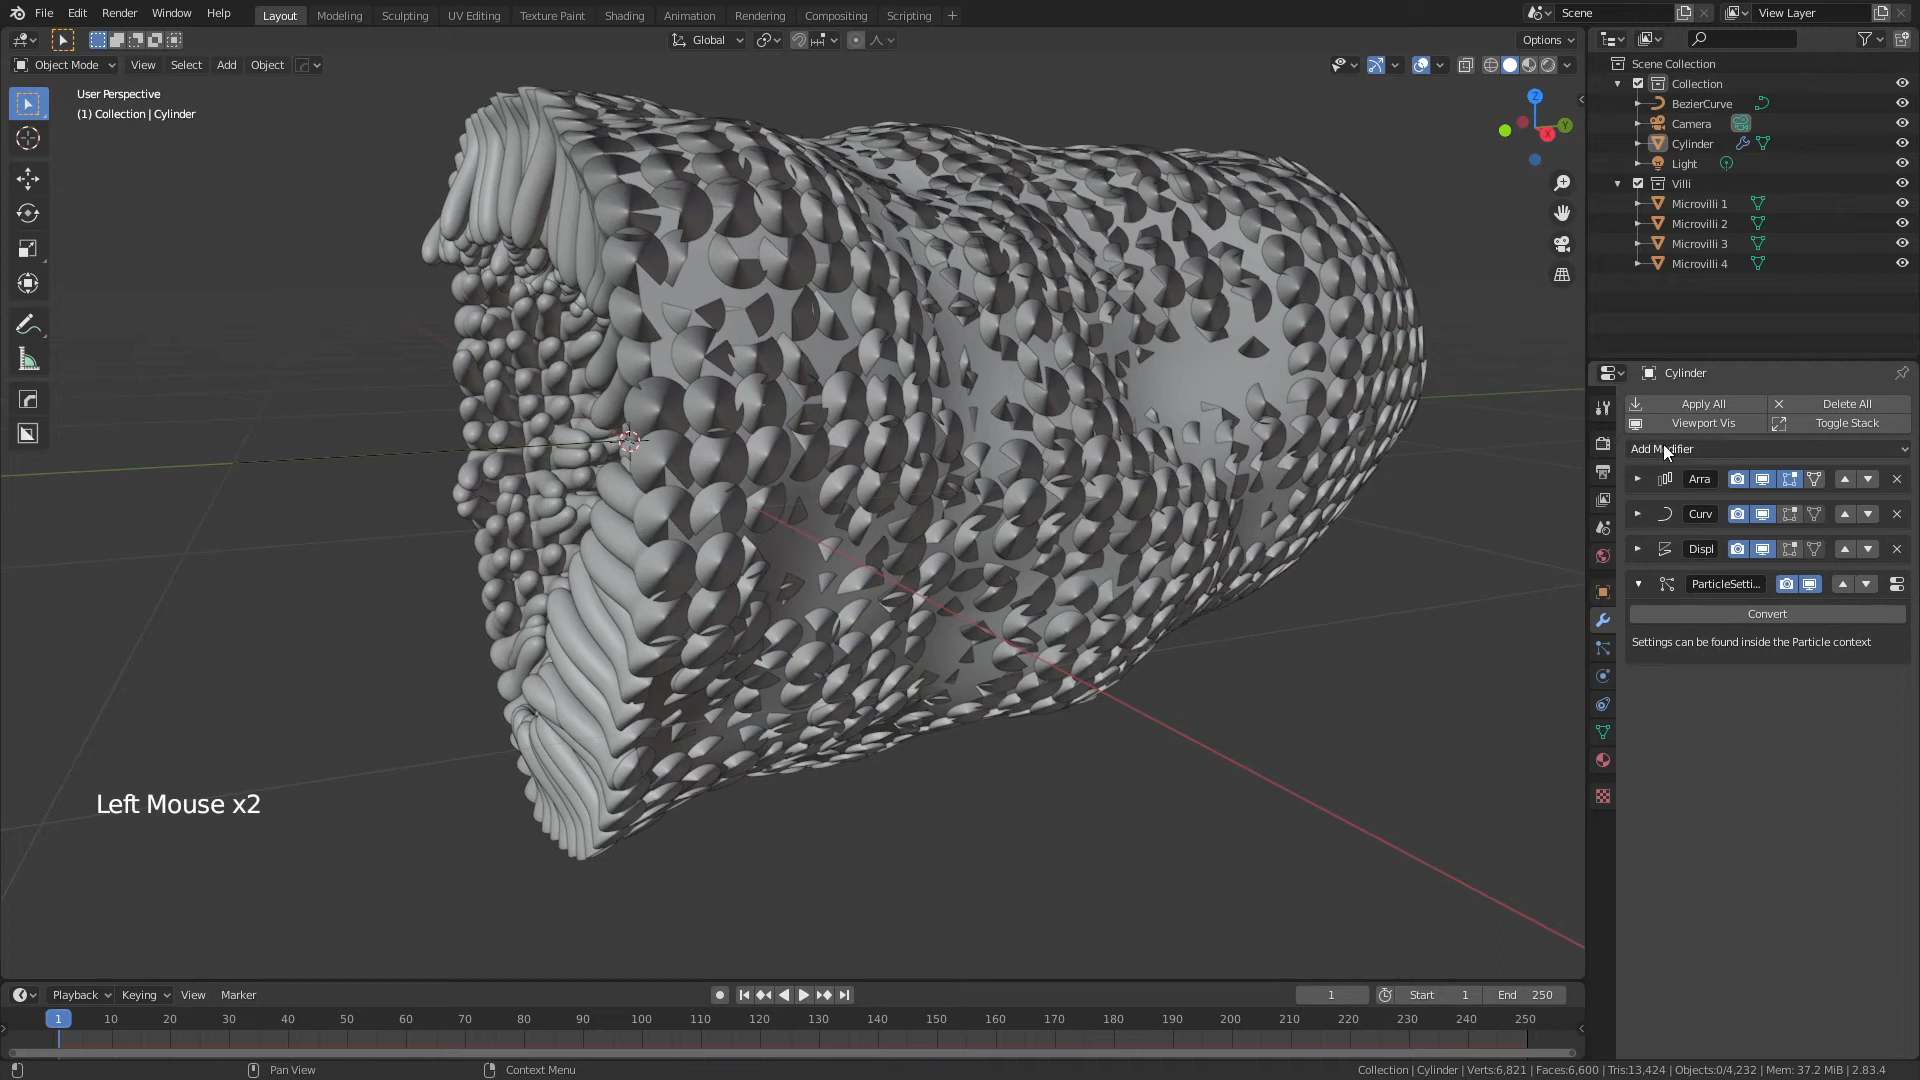 File Edit Render Window Help Layout Modeling Sculpting UV Editing Texture Paint Shading Animation Rendering Compositing Scripting + Scene View Layer
Global Options
Object Mode View Select Add Object
User Perspective
(1) Collection | Cylinder
Z
Y
X
Scene Collection
Collection
BezierCurve
Camera
Cylinder
Light
Villi
Microvilli 1
Microvilli 2
Microvilli 3
Microvilli 4
Cylinder
Apply All Delete All
Viewport Vis Toggle Stack
Add Modifier
Arra
Curv
Displ
ParticleSetti...
Convert
Settings can be found inside the Particle context
Left Mouse x2
Playback Keying View Marker 1 Start 1 End 250
1 10 20 30 40 50 60 70 80 90 100 110 120 130 140 150 160 170 180 190 200 210 220 230 240 250
Pan View Context Menu Collection | Cylinder | Verts:6,821 | Faces:6,600 | Tris:13,424 | Objects:0/4,232 | Mem: 37.2 MiB | 2.83.4